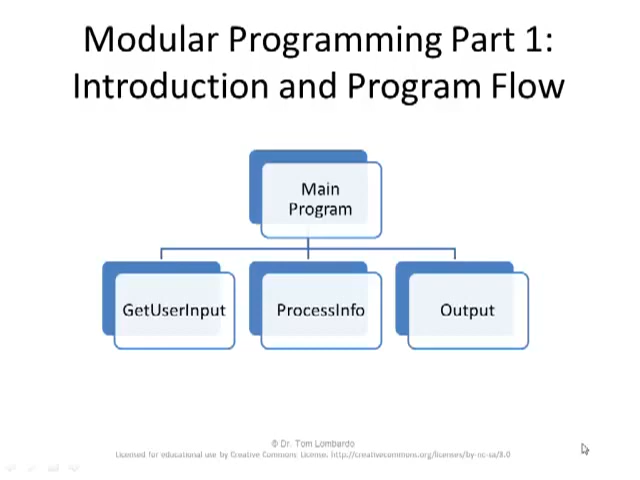 Modular Programming Part 1:
Introduction and Program Flow
Main
Program
GetUserInput
ProcessInfo
Output
© Dr. Tom Lombardo
Licensed for educational use by Creative Commons License. http://creativecommons.org/licenses/by-nc-sa/3.0